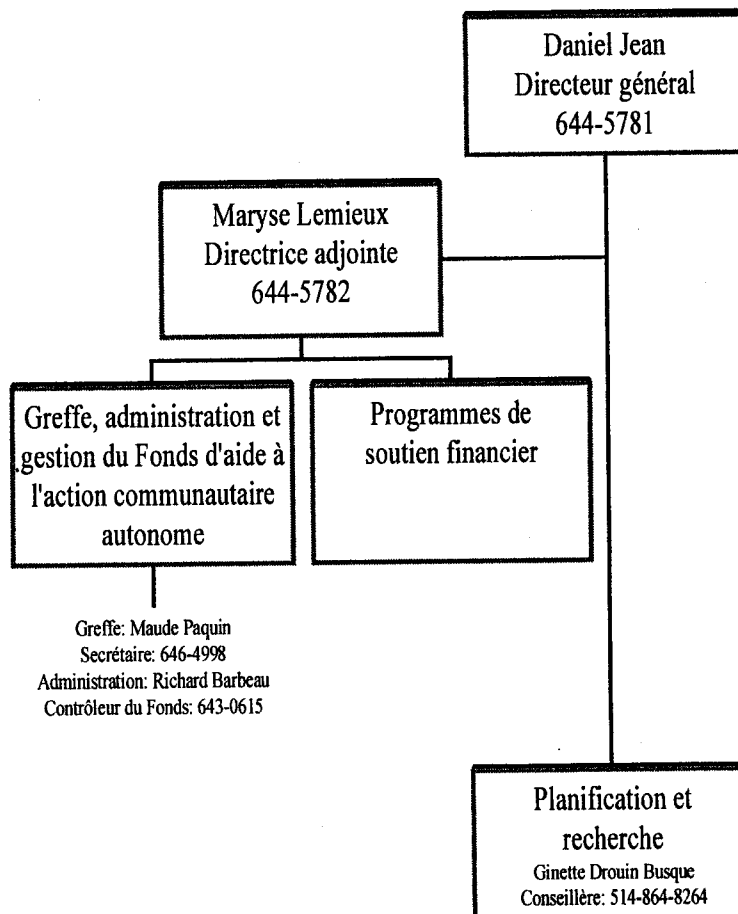 Daniel Jean
Directeur général
644-5781
Maryse Lemieux
Directrice adjointe
644-5782
Greffe, administration et
gestion du Fonds d'aide à
l'action communautaire
autonome
Programmes de
soutien financier
Greffe: Maude Paquin
Secrétaire: 646-4998
Administration: Richard Barbeau
Contrôleur du Fonds: 643-0615
Planification et
recherche
Ginette Drouin Busque
Conseillère: 514-864-8264